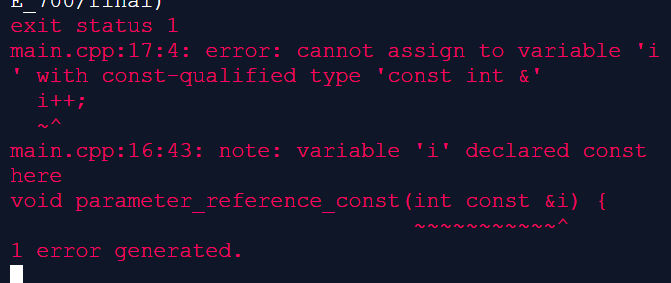 E_700/final)
exit status 1
main.cpp:17:4: error: cannot assign to variable 'i
' with const-qualified type 'const int &'
  i++;
  ~^
main.cpp:16:43: note: variable 'i' declared const
here
void parameter_reference_const(int const &i) {
                               ~~~~~~~~~~~^
1 error generated.